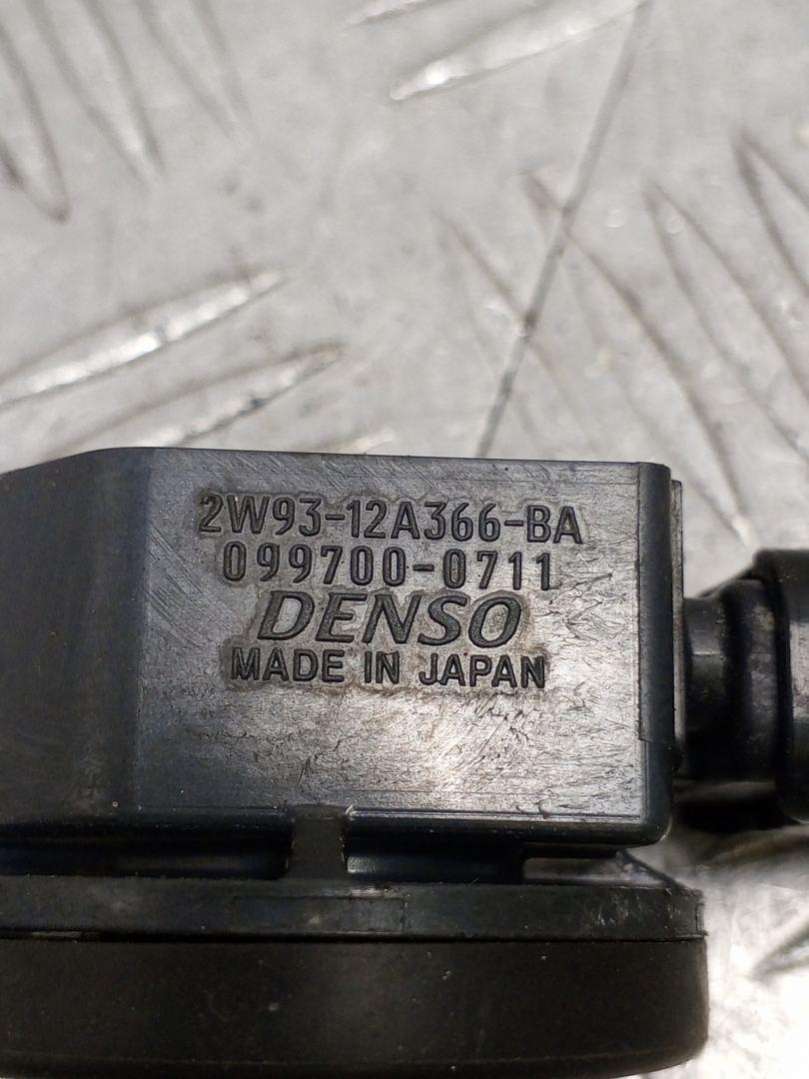 2W93-12A366-BA
099700-0711
DENSO
MADE IN JAPAN